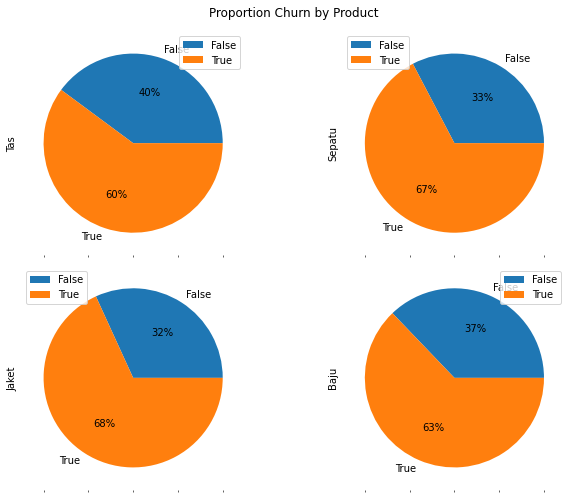 Proportion Churn by Product
False
True
False
40%
60%
True
Tas
False
True
False
33%
67%
True
Sepatu
False
True
False
32%
68%
True
Jaket
False
True
False
37%
63%
True
Baju